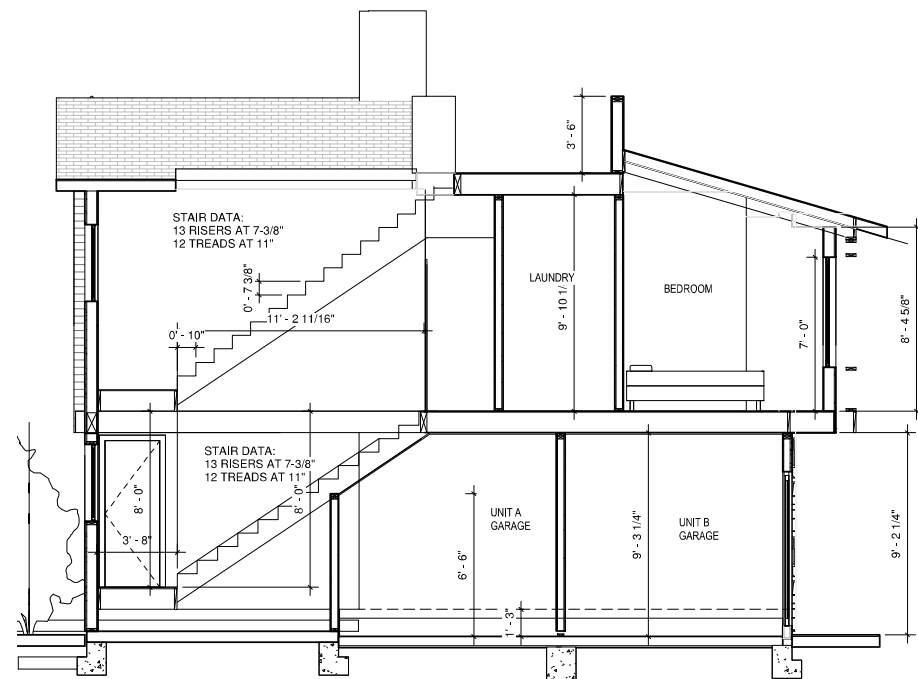 3' - 6"
STAIR DATA:
13 RISERS AT 7-3/8"
12 TREADS AT 11"
0' - 7 3/8"
LAUNDRY
9' - 10 1/
BEDROOM
8' - 4 5/8"
7' - 0"
11' - 2 11/16"
0' - 10"
STAIR DATA:
13 RISERS AT 7-3/8"
12 TREADS AT 11"
8' - 0"
8' - 0"
3' - 8"
UNIT A
GARAGE
6' - 6"
9' - 3 1/4"
UNIT B
GARAGE
9' - 2 1/4"
1' - 3"